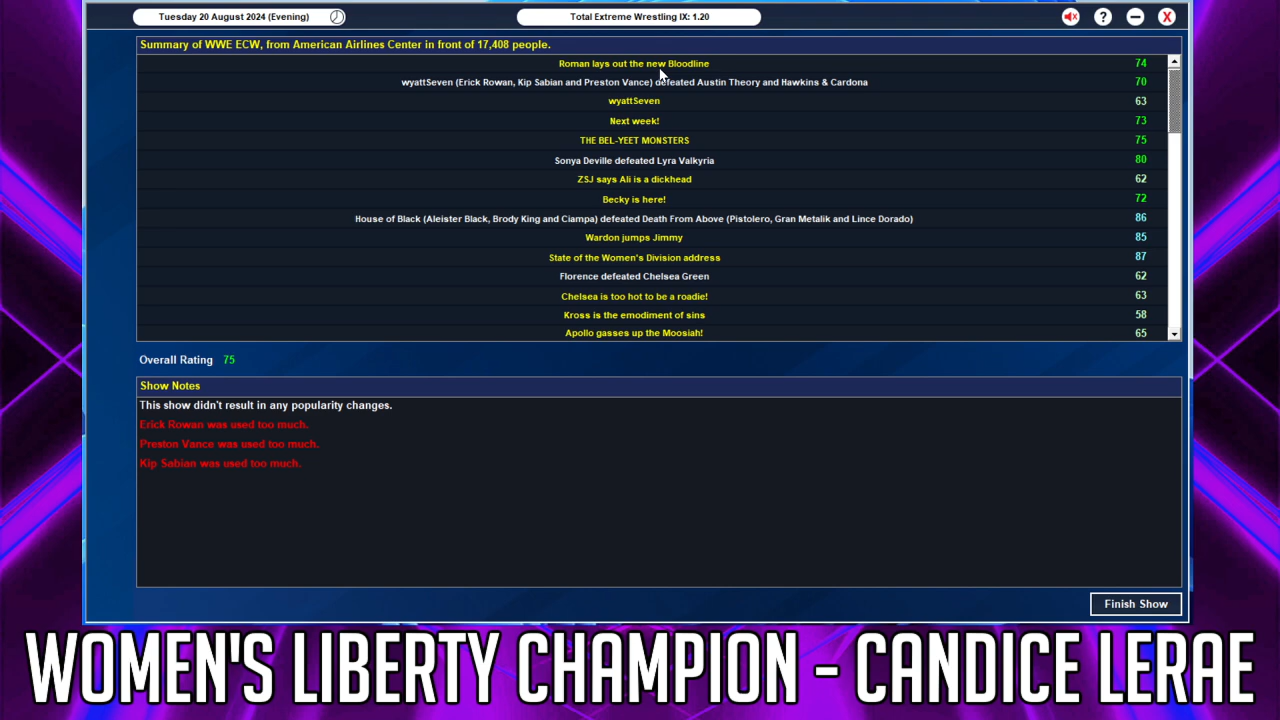 Tuesday 20 August 2024 (Evening)
Total Extreme Wrestling IX: 1.20
?
X
Summary of WWE ECW, from American Airlines Center in front of 17,408 people.
Roman lays out the new Bloodline 74
wyattSeven (Erick Rowan, Kip Sabian and Preston Vance) defeated Austin Theory and Hawkins & Cardona 70
wyattSeven 63
Next week! 73
THE BEL-YEET MONSTERS 75
Sonya Deville defeated Lyra Valkyria 80
ZSJ says Ali is a dickhead 62
Becky is here! 72
House of Black (Aleister Black, Brody King and Ciampa) defeated Death From Above (Pistolero, Gran Metalik and Lince Dorado) 86
Wardon jumps Jimmy 85
State of the Women's Division address 87
Florence defeated Chelsea Green 62
Chelsea is too hot to be a roadie! 63
Kross is the emodiment of sins 58
Apollo gasses up the Moosiah! 65
Overall Rating 75
Show Notes
This show didn't result in any popularity changes.
Erick Rowan was used too much.
Preston Vance was used too much.
Kip Sabian was used too much.
Finish Show
WOMEN'S LIBERTY CHAMPION - CANDICE LERAE